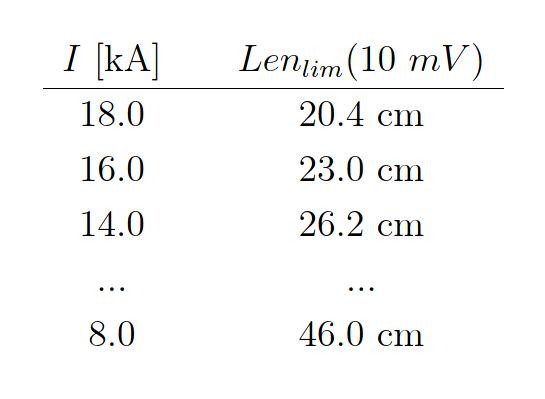 I [kA] Len_lim(10 mV)
18.0 20.4 cm
16.0 23.0 cm
14.0 26.2 cm
... ...
8.0 46.0 cm